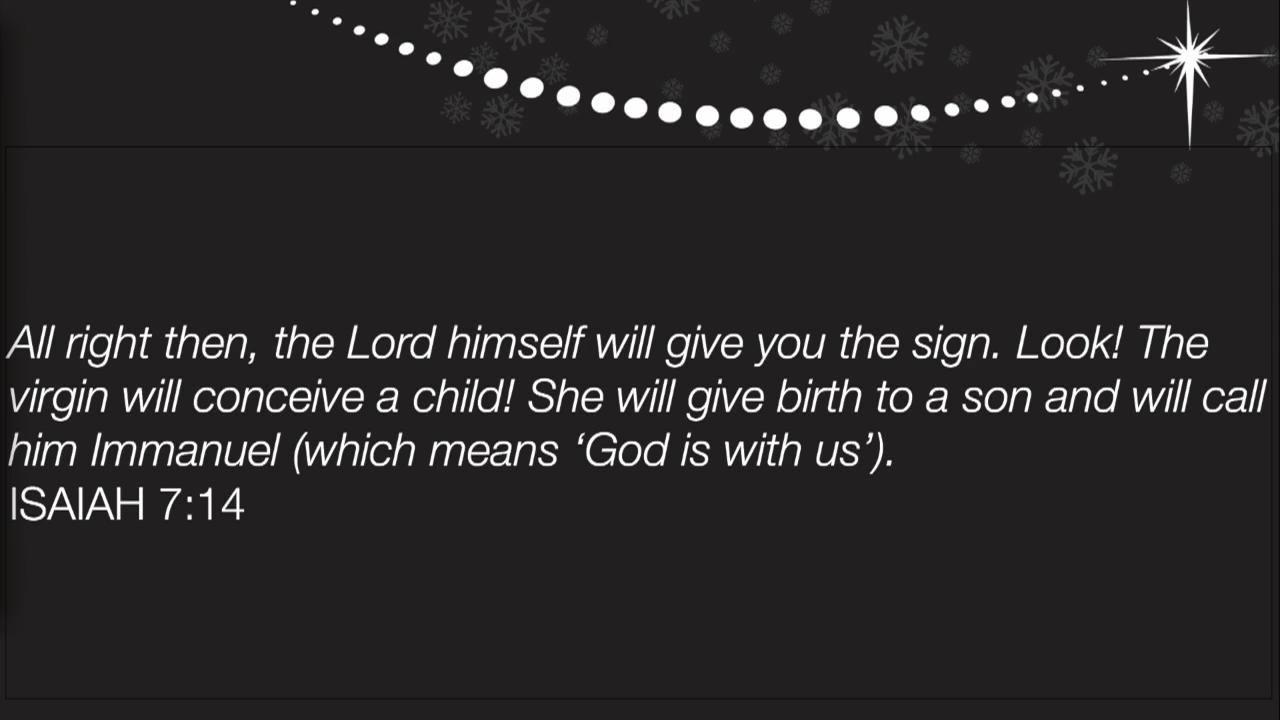 All right then, the Lord himself will give you the sign. Look! The
virgin will conceive a child! She will give birth to a son and will call
him Immanuel (which means ‘God is with us’).
ISAIAH 7:14